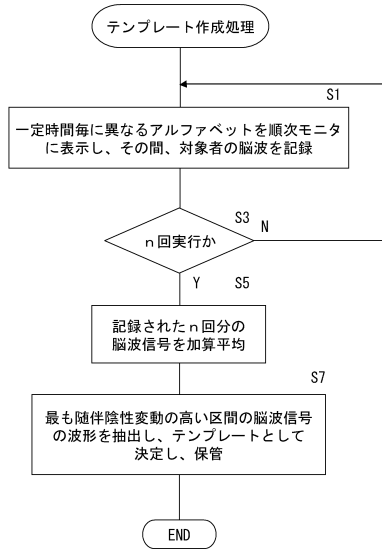 テンプレート作成処理
S1
一定時間毎に異なるアルファベットを順次モニタ
に表示し、その間、対象者の脳波を記録
S3
n回実行か
N
Y
S5
記録されたn回分の
脳波信号を加算平均
S7
最も随伴陰性変動の高い区間の脳波信号
の波形を抽出し、テンプレートとして
決定し、保管
END